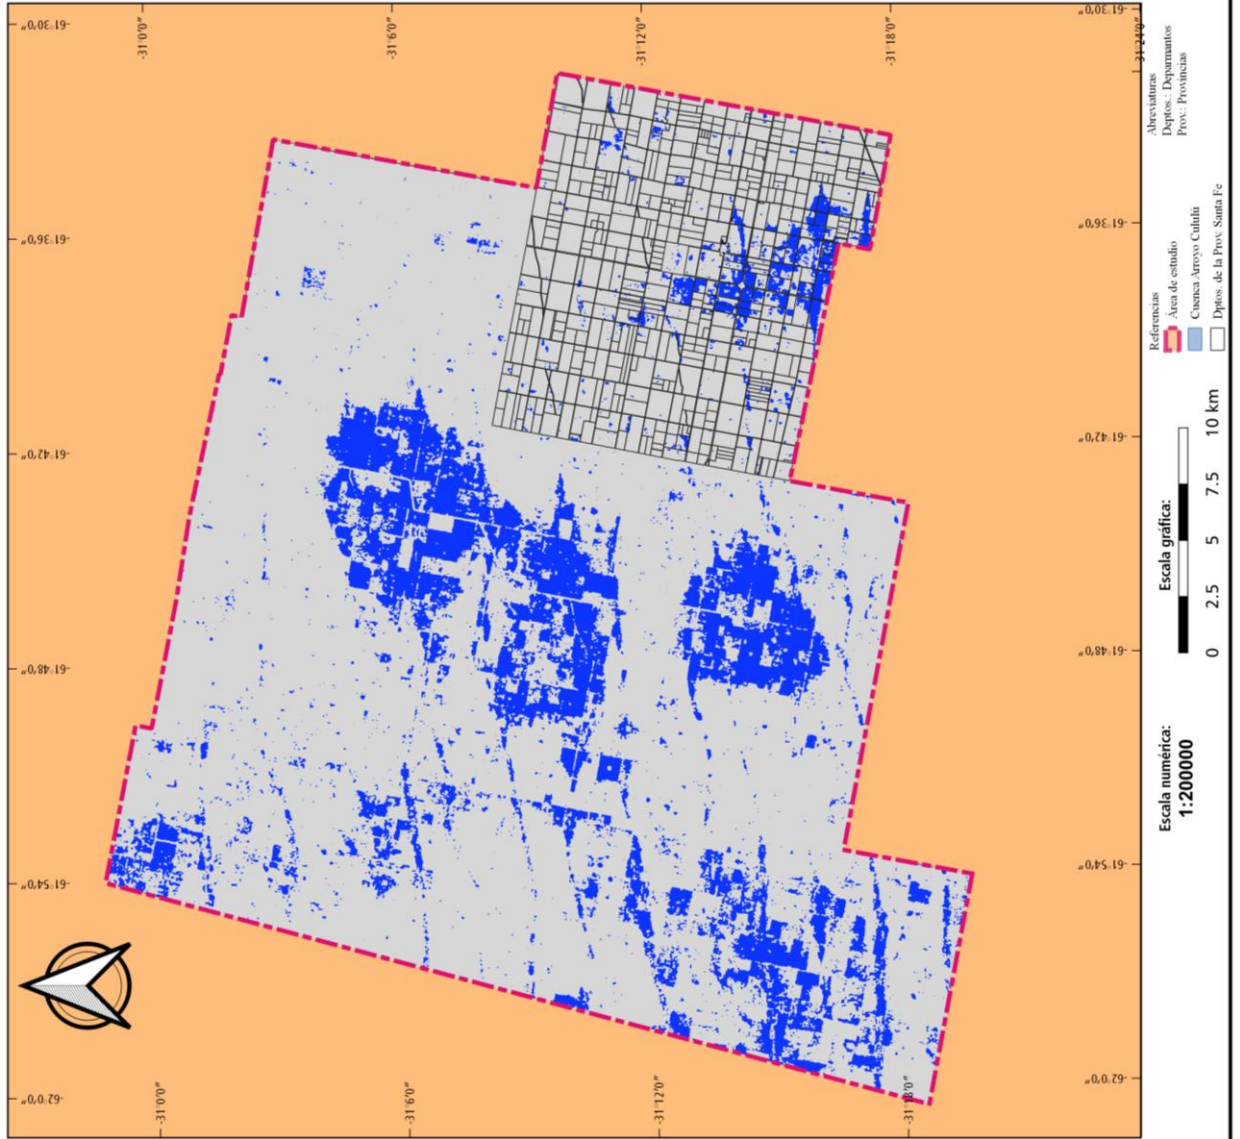 -31°0'0"
-31°6'0"
-31°12'0"
-31°18'0"
-31°24'0"
-61°30'0"
-61°36'0"
-61°42'0"
-61°48'0"
-61°54'0"
-62°0'0"
-61°30'0"
-61°36'0"
-61°42'0"
-61°48'0"
-61°54'0"
-62°0'0"
-31°0'0"
-31°6'0"
-31°12'0"
-31°18'0"
Escala numérica:
1:200000
Escala gráfica:
0 2.5 5 7.5 10 km
Referencias
Área de estudio
Cuenca Arroyo Cululú
Dptos. de la Prov. Santa Fe
Abreviaturas
Deptos.: Deparmantos
Prov.: Provincias